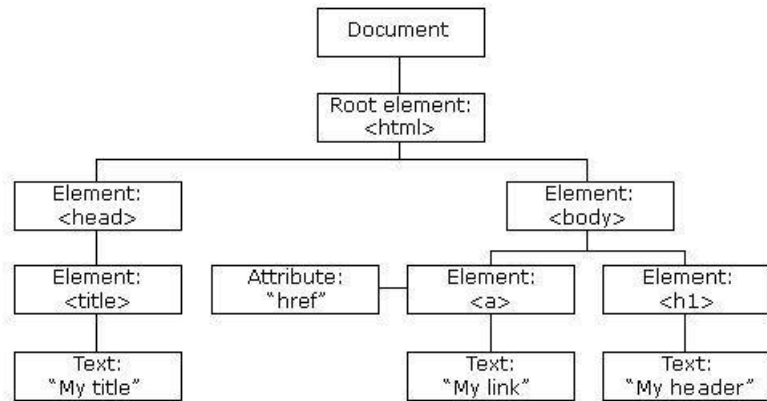 Document
Root element:
<html>
Element:
<head>
Element:
<body>
Element:
<title>
Attribute:
“href”
Element:
<a>
Element:
<h1>
Text:
“My title”
Text:
“My link”
Text:
“My header”